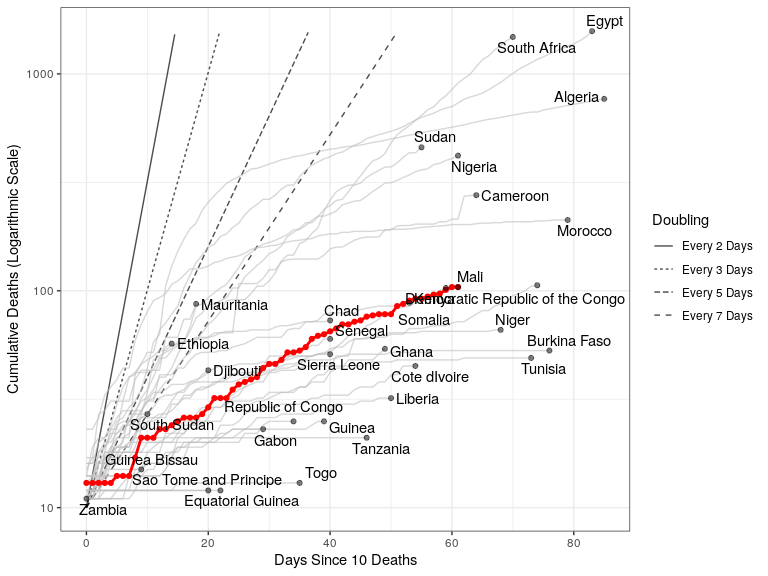 Egypt
South Africa
Algeria
Sudan
Nigeria
Cameroon
Morocco
Mali
Democratic Republic of the Congo
Kenya
Mauritania
Chad
Somalia
Senegal
Niger
Ethiopia
Burkina Faso
Ghana
Sierra Leone
Tunisia
Djibouti
Cote dIvoire
Liberia
Republic of Congo
South Sudan
Guinea
Gabon
Tanzania
Guinea Bissau
Togo
Sao Tome and Principe
Equatorial Guinea
Zambia
1000
100
10
0
20
40
60
80
Days Since 10 Deaths
Cumulative Deaths (Logarithmic Scale)
Doubling
Every 2 Days
Every 3 Days
Every 5 Days
Every 7 Days